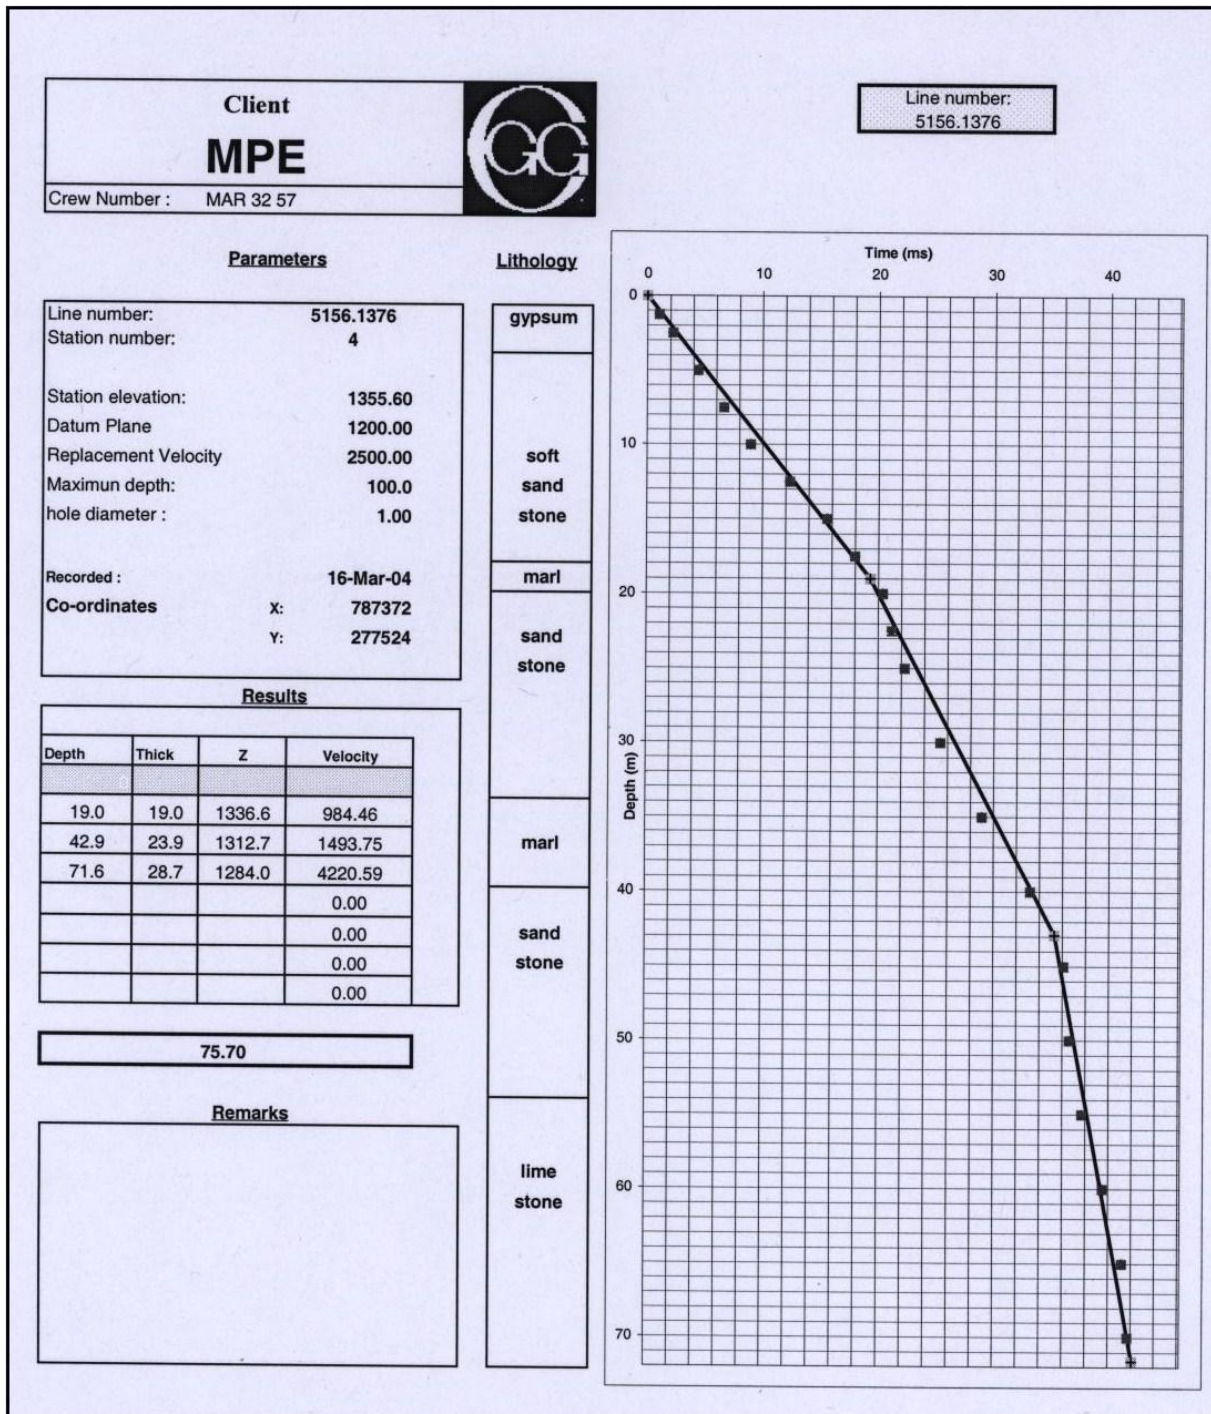 Client
MPE
Crew Number : MAR 32 57
CGG
Line number:
5156.1376
Parameters
Line number: 5156.1376
Station number: 4
Station elevation: 1355.60
Datum Plane 1200.00
Replacement Velocity 2500.00
Maximun depth: 100.0
hole diameter : 1.00
Recorded : 16-Mar-04
Co-ordinates X: 787372
Y: 277524
Results
Depth Thick Z Velocity
0
19.0 19.0 1336.6 984.46
42.9 23.9 1312.7 1493.75
71.6 28.7 1284.0 4220.59
0.00
0.00
0.00
0.00
75.70
Remarks
Lithology
gypsum
soft
sand
stone
marl
sand
stone
marl
sand
stone
lime
stone
Time (ms)
0 10 20 30 40
Depth (m)
0
10
20
30
40
50
60
70